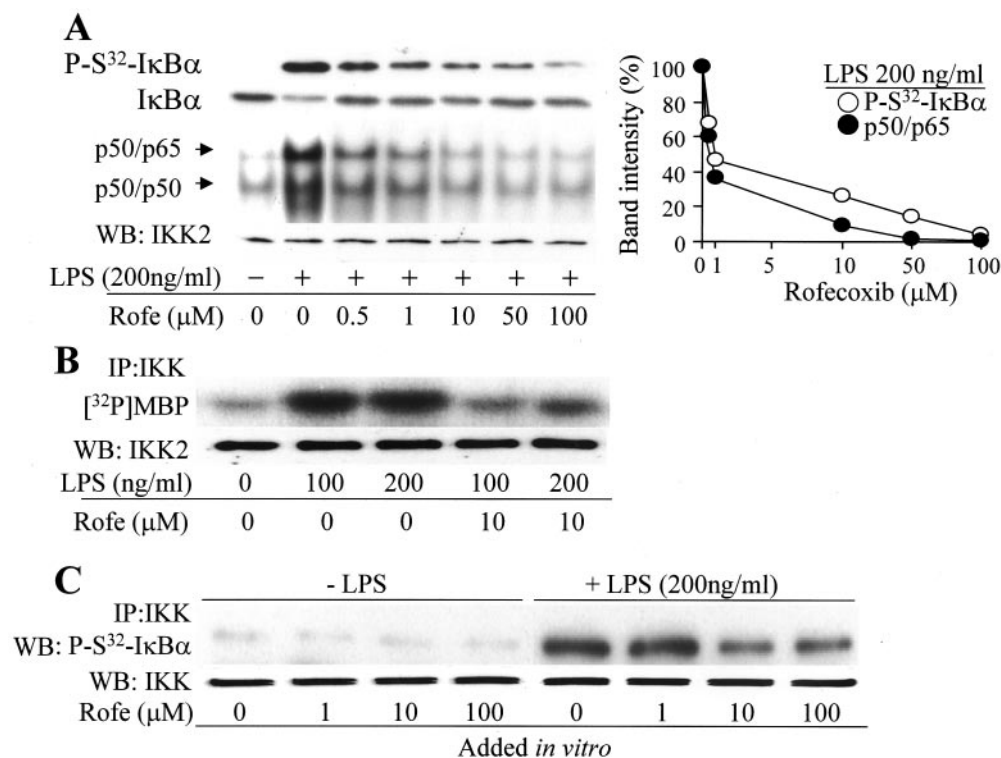 A
P-S³²-IκBα
IκBα
p50/p65
p50/p50
WB: IKK2
LPS (200ng/ml) − + + + + + +
Rofe (μM) 0 0 0.5 1 10 50 100
Band intensity (%)
100
80
60
40
20
0
LPS 200 ng/ml
P-S³²-IκBα
p50/p65
0 1 5 10 50 100
Rofecoxib (μM)
B
IP:IKK
[³²P]MBP
WB: IKK2
LPS (ng/ml) 0 100 200 100 200
Rofe (μM) 0 0 0 10 10
C
- LPS + LPS (200ng/ml)
IP:IKK
WB: P-S³²-IκBα
WB: IKK
Rofe (μM) 0 1 10 100 0 1 10 100
Added in vitro